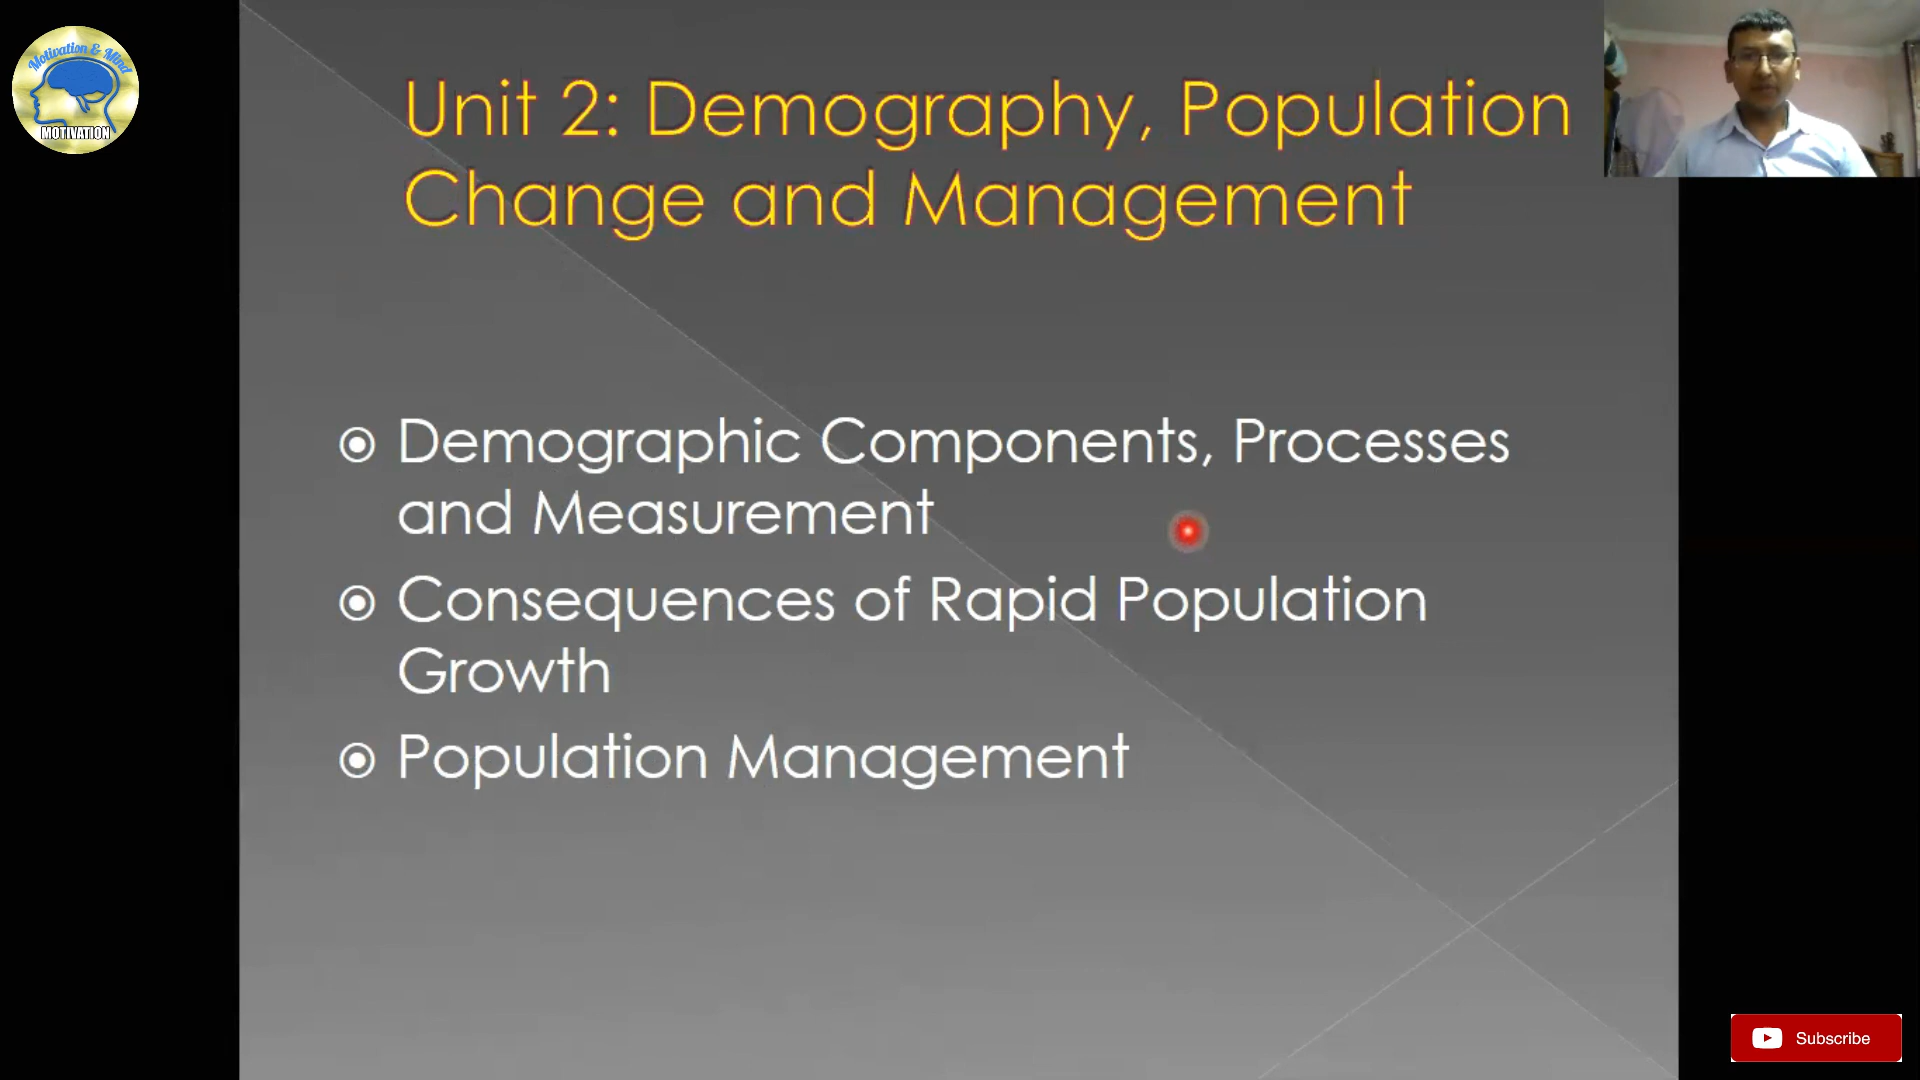 Motivation & Mind
MOTIVATION
Unit 2: Demography, Population
Change and Management
Demographic Components, Processes
and Measurement
Consequences of Rapid Population
Growth
Population Management
Subscribe